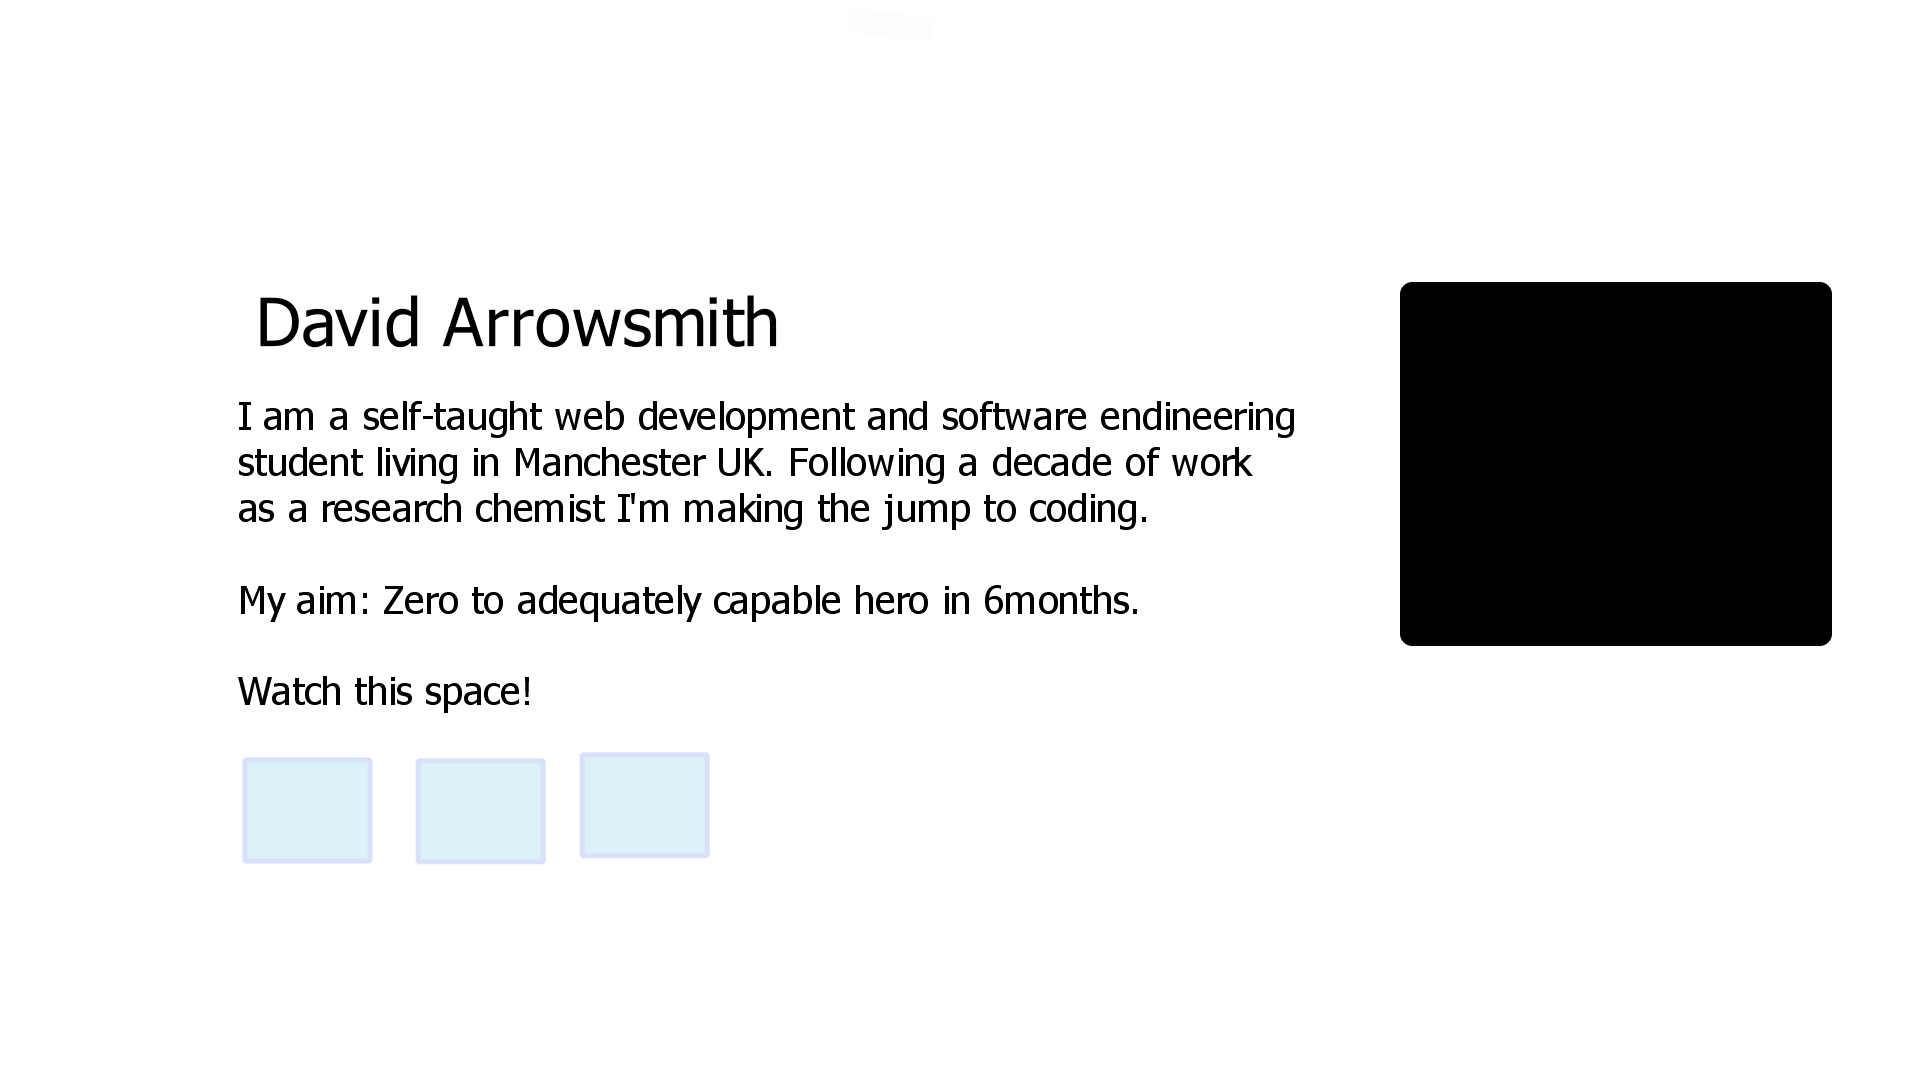 David Arrowsmith
I am a self-taught web development and software endineering
student living in Manchester UK. Following a decade of work
as a research chemist I'm making the jump to coding.
My aim: Zero to adequately capable hero in 6months.
Watch this space!